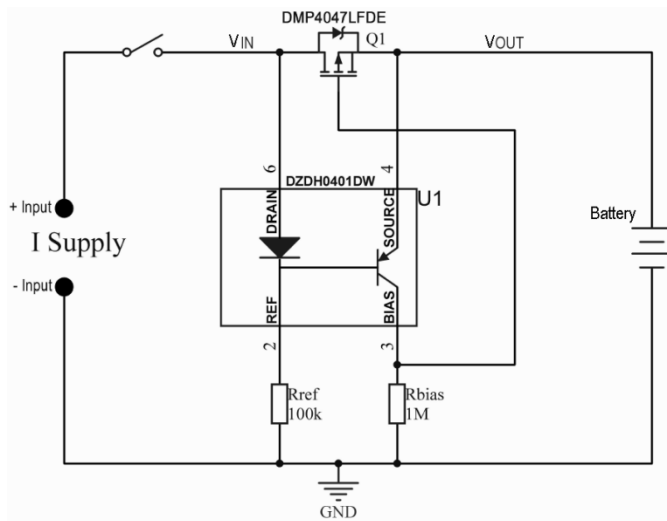 DMP4047LFDE
Q1
VIN
VOUT
6
4
DZDH0401DW
U1
DRAIN
SOURCE
+ Input
I Supply
- Input
Battery
REF
BIAS
2
3
Rref
100k
Rbias
1M
GND